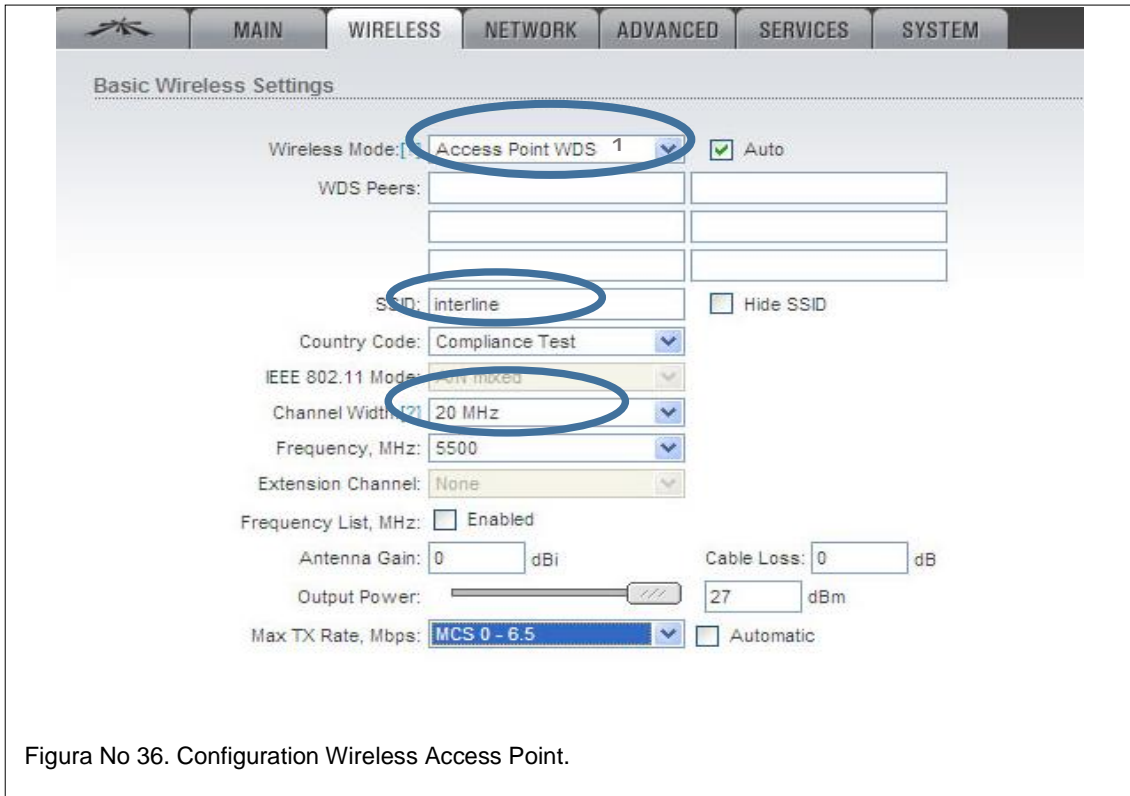 MAIN WIRELESS NETWORK ADVANCED SERVICES SYSTEM
Basic Wireless Settings
Wireless Mode:[?] Access Point WDS 1 Auto
WDS Peers:
SSID: interline Hide SSID
Country Code: Compliance Test
IEEE 802.11 Mode: A/N mixed
Channel Width:[?] 20 MHz
Frequency, MHz: 5500
Extension Channel: None
Frequency List, MHz: Enabled
Antenna Gain: 0 dBi Cable Loss: 0 dB
Output Power: 27 dBm
Max TX Rate, Mbps: MCS 0 - 6.5 Automatic
Figura No 36. Configuration Wireless Access Point.